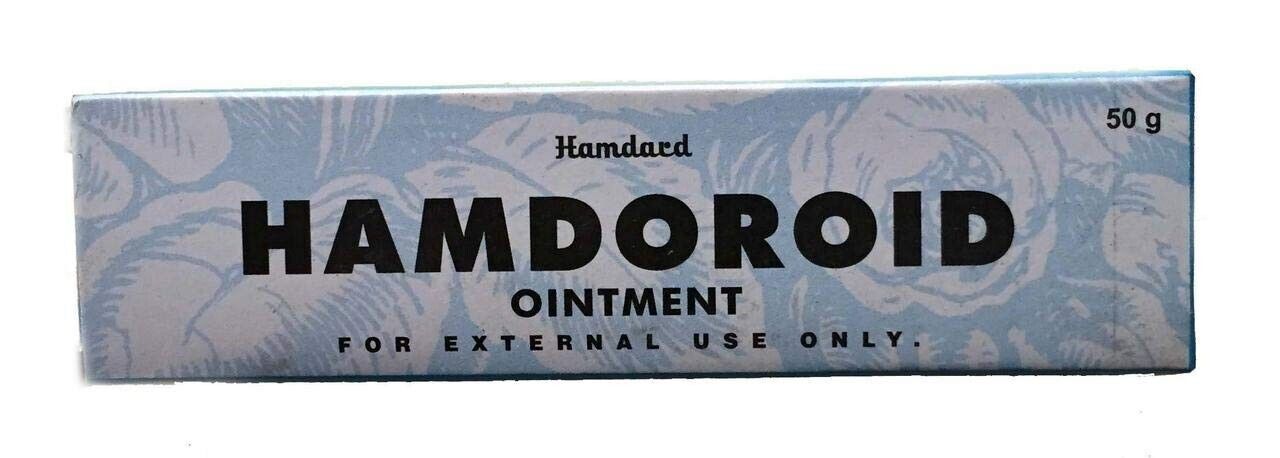 50 g
Hamdard
HAMDOROID
OINTMENT
FOR EXTERNAL USE ONLY.